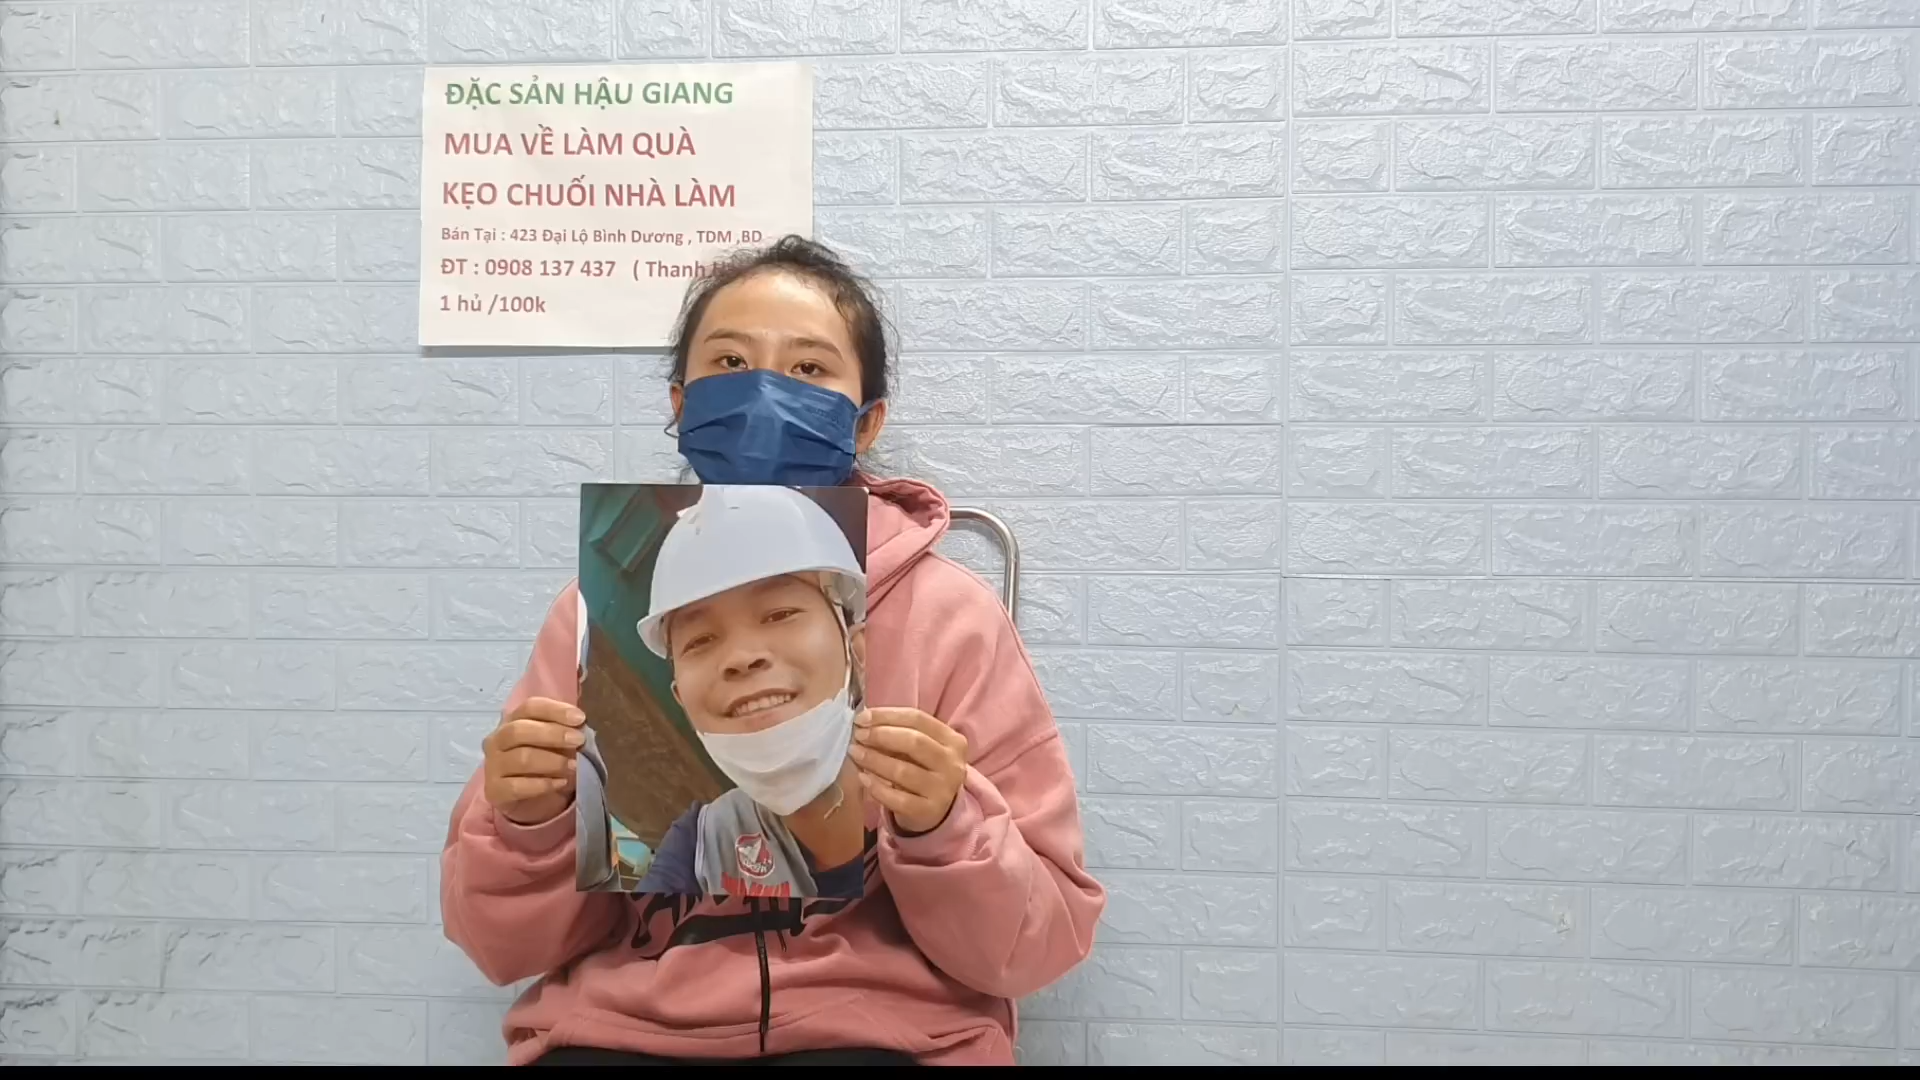 ĐẶC SẢN HẬU GIANG
MUA VỀ LÀM QUÀ
KẸO CHUỐI NHÀ LÀM
Bán Tại : 423 Đại Lộ Bình Dương , TDM ,BD
ĐT : 0908 137 437 ( Thanh
1 hủ /100k